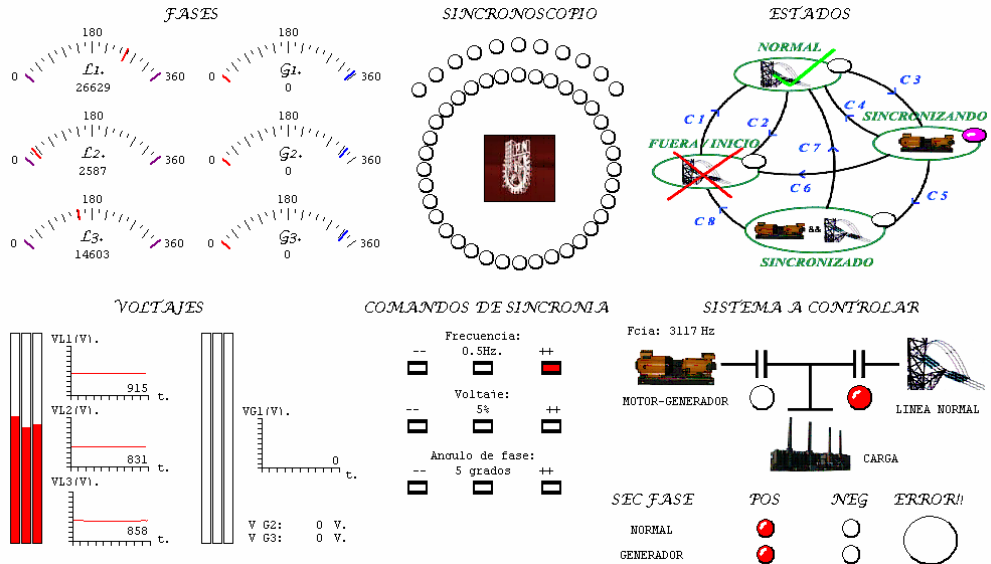 FASES
SINCRONOSCOPIO
ESTADOS
180
0
360
L1.
26629
180
0
360
G1.
0
180
0
360
L2.
2587
180
0
360
G2.
0
180
0
360
L3.
14603
180
0
360
G3.
0
NORMAL
C 3
C 1
C 2
C 4
SINCRONIZANDO
FUERA/INICIO
C 7
C 6
C 5
C 8
&&
SINCRONIZADO
VOLTAJES
COMANDOS DE SINCRONIA
SISTEMA A CONTROLAR
VL1(V).
915
t.
VL2(V).
831
t.
VL3(V).
858
t.
VG1(V).
0
t.
V G2: 0 V.
V G3: 0 V.
Frecuencia:
-- 0.5Hz. ++
Voltaje:
-- 5% ++
Angulo de fase:
-- 5 grados ++
Fcia: 3117 Hz
MOTOR-GENERADOR
LINEA NORMAL
CARGA
SEC FASE POS NEG ERROR!!
NORMAL
GENERADOR